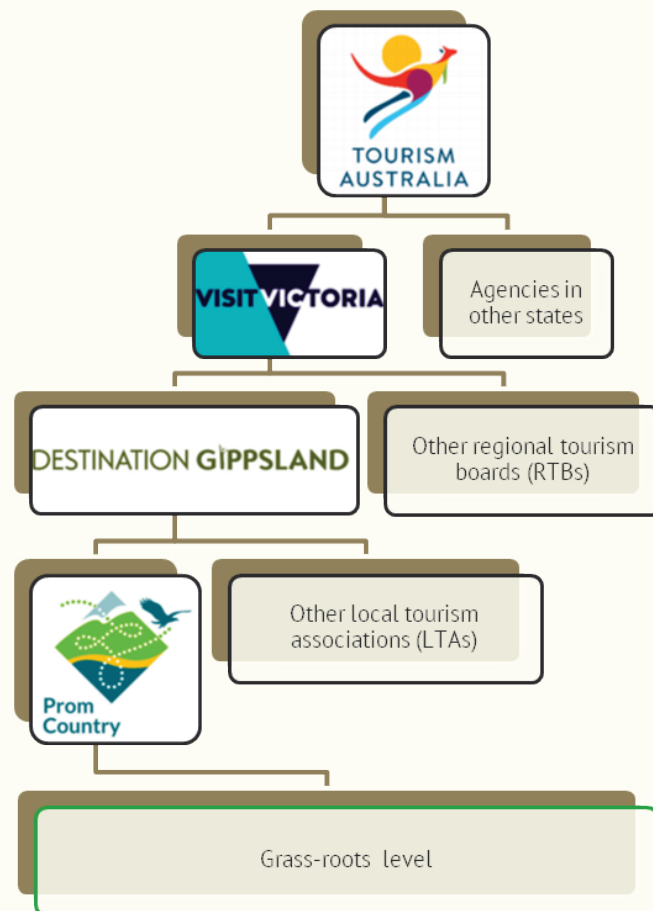 TOURISM
AUSTRALIA
VISIT VICTORIA
Agencies in
other states
DESTINATION GIPPSLAND
Other regional tourism
boards (RTBs)
Other local tourism
associations (LTAs)
Prom
Country
Grass-roots level